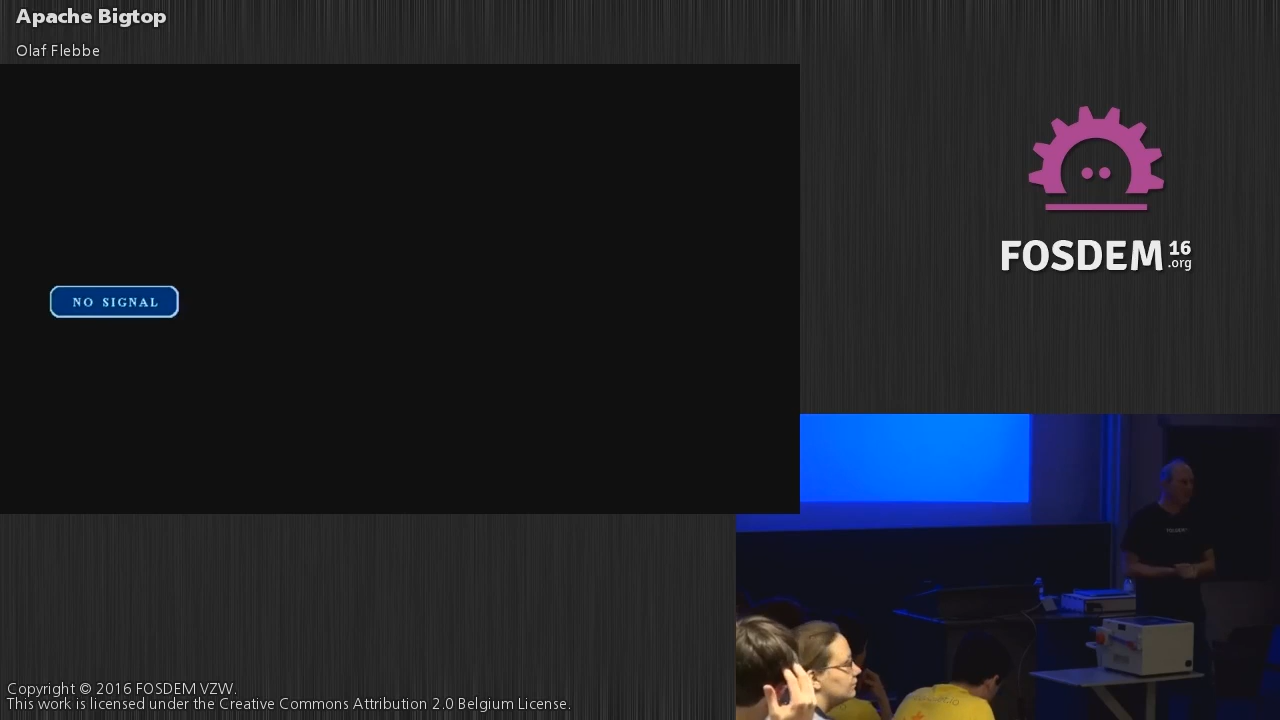 Apache Bigtop
Olaf Flebbe
NO SIGNAL
FOSDEM 16
.org
Copyright © 2016 FOSDEM VZW.
This work is licensed under the Creative Commons Attribution 2.0 Belgium License.